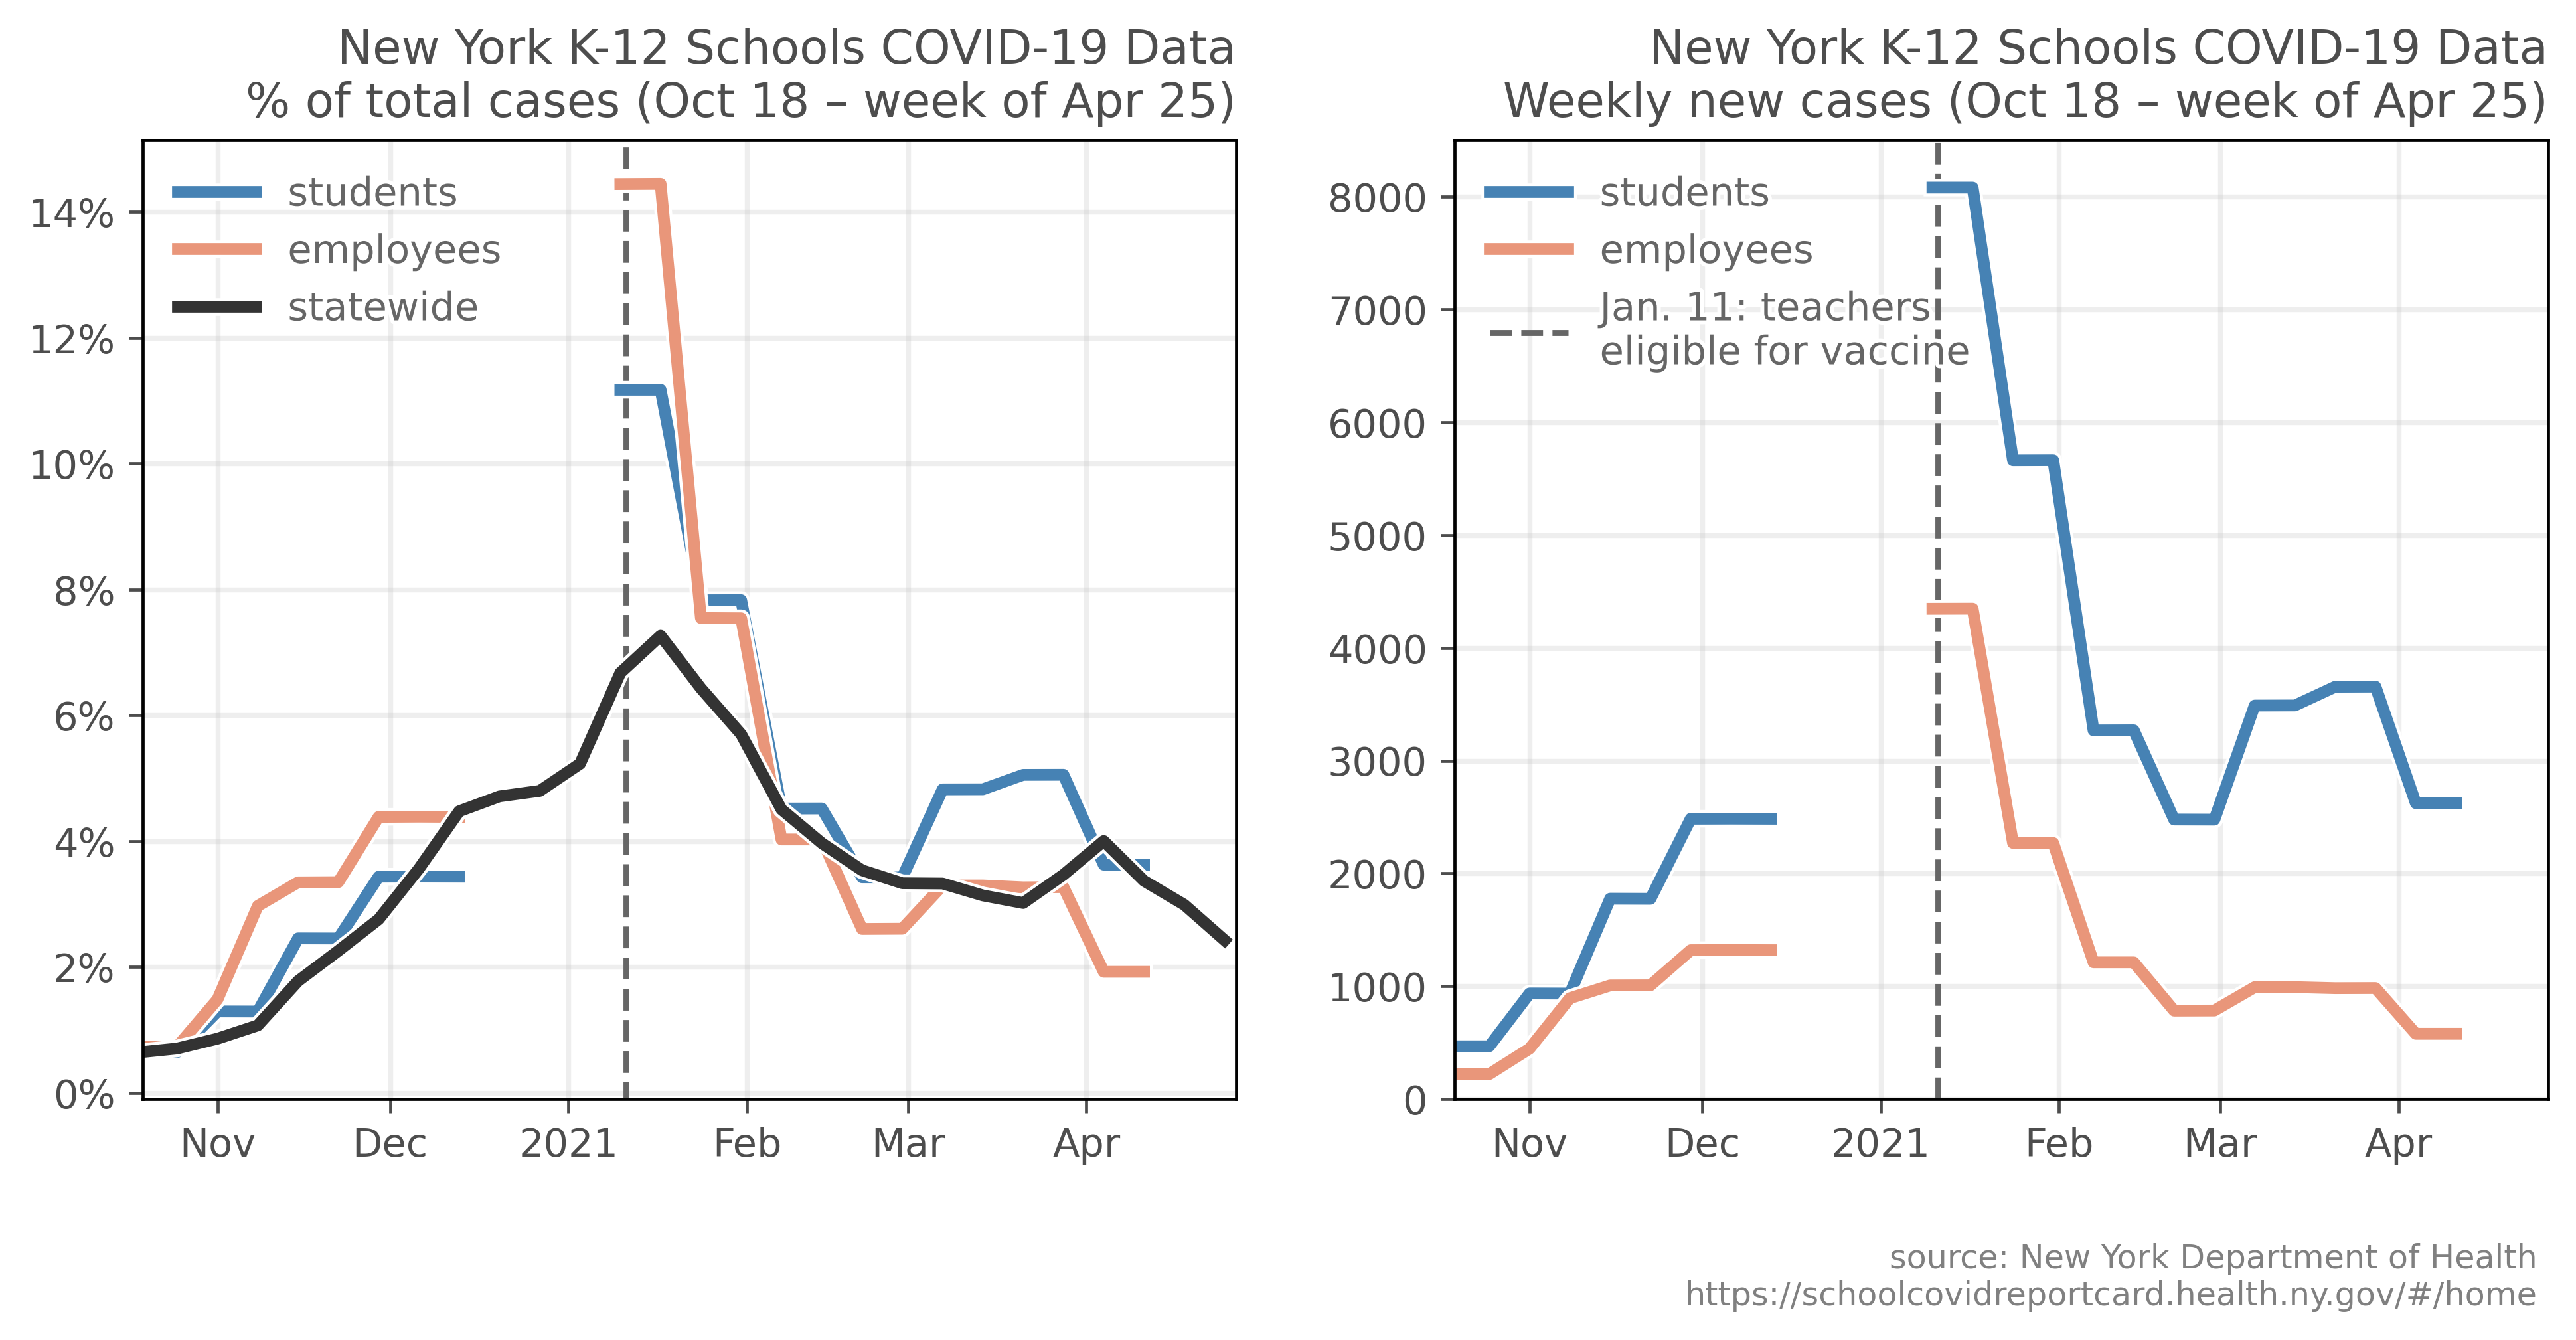 New York K-12 Schools COVID-19 Data
% of total cases (Oct 18 – week of Apr 25)
students
employees
statewide
14%
12%
10%
8%
6%
4%
2%
0%
Nov
Dec
2021
Feb
Mar
Apr
New York K-12 Schools COVID-19 Data
Weekly new cases (Oct 18 – week of Apr 25)
students
employees
Jan. 11: teachers
eligible for vaccine
8000
7000
6000
5000
4000
3000
2000
1000
0
Nov
Dec
2021
Feb
Mar
Apr
source: New York Department of Health
https://schoolcovidreportcard.health.ny.gov/#/home